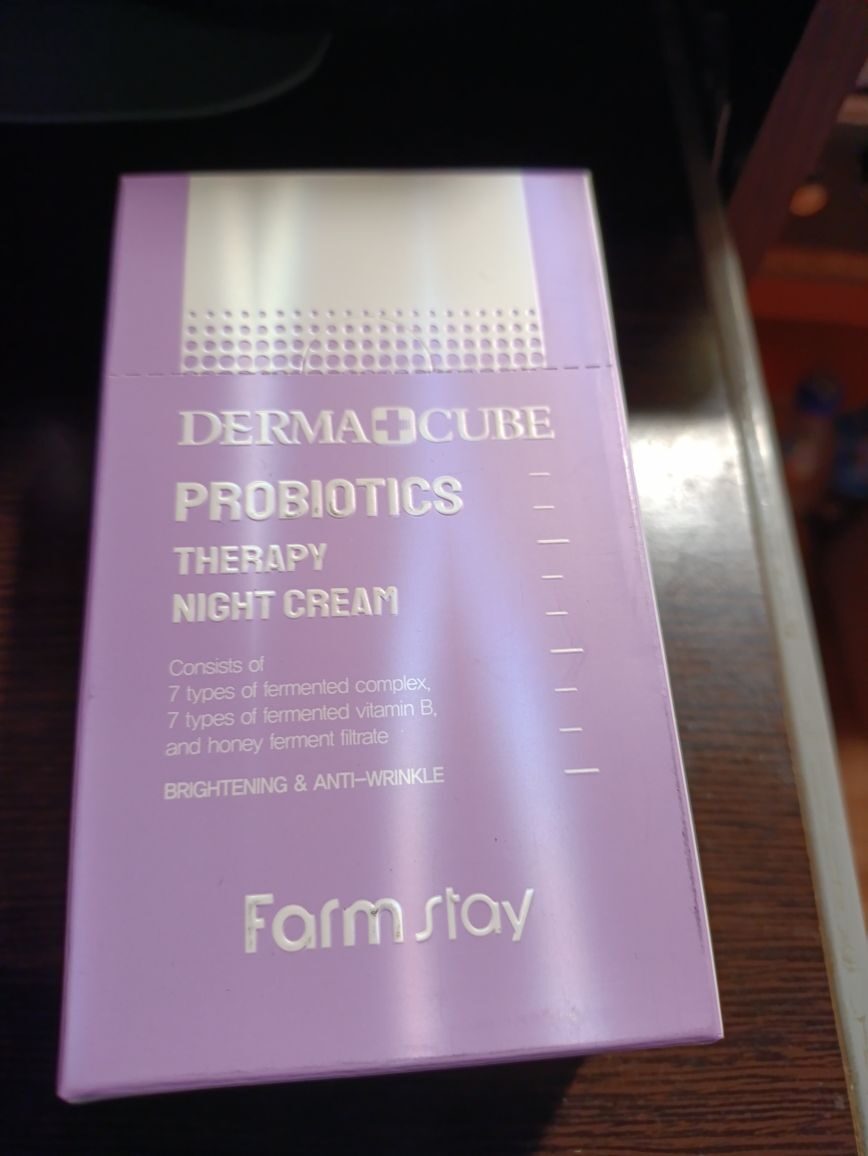 DERMA CUBE
PROBIOTICS
THERAPY
NIGHT CREAM
Consists of
7 types of fermented complex,
7 types of fermented vitamin B,
and honey ferment filtrate
BRIGHTENING & ANTI-WRINKLE
Farm stay